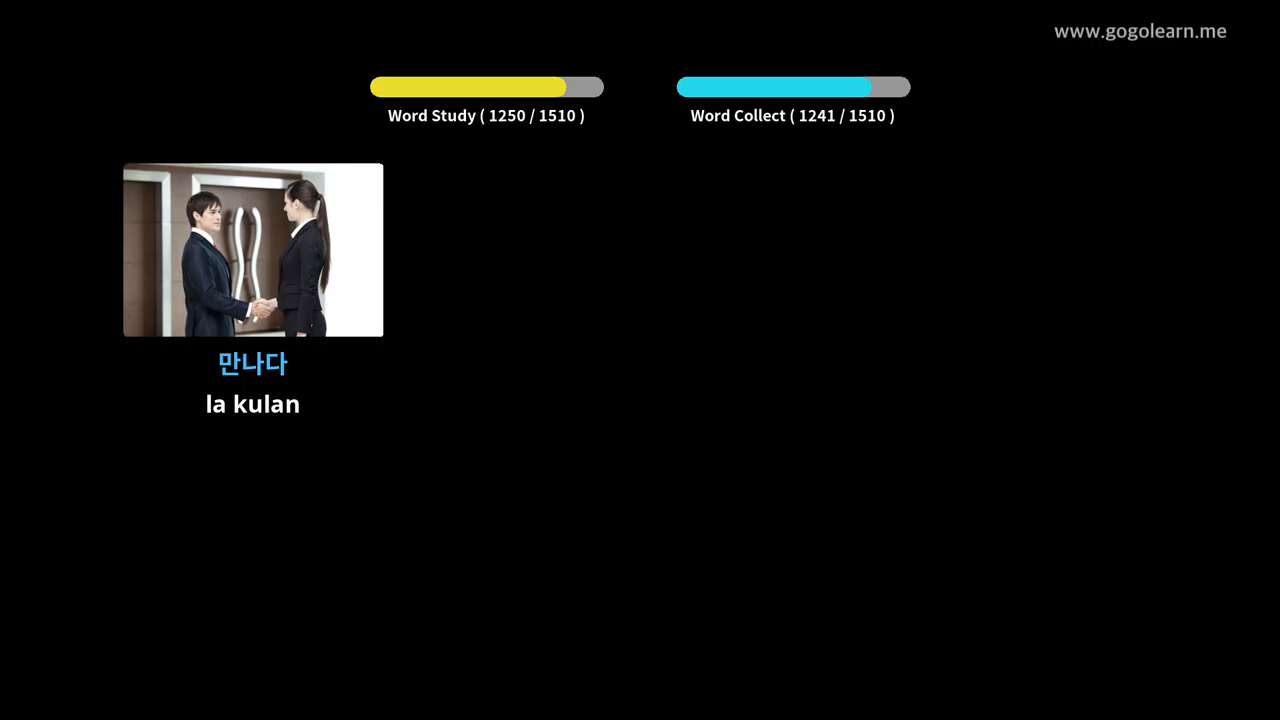 www.gogolearn.me
Word Study ( 1250 / 1510 )
Word Collect ( 1241 / 1510 )
만나다
la kulan